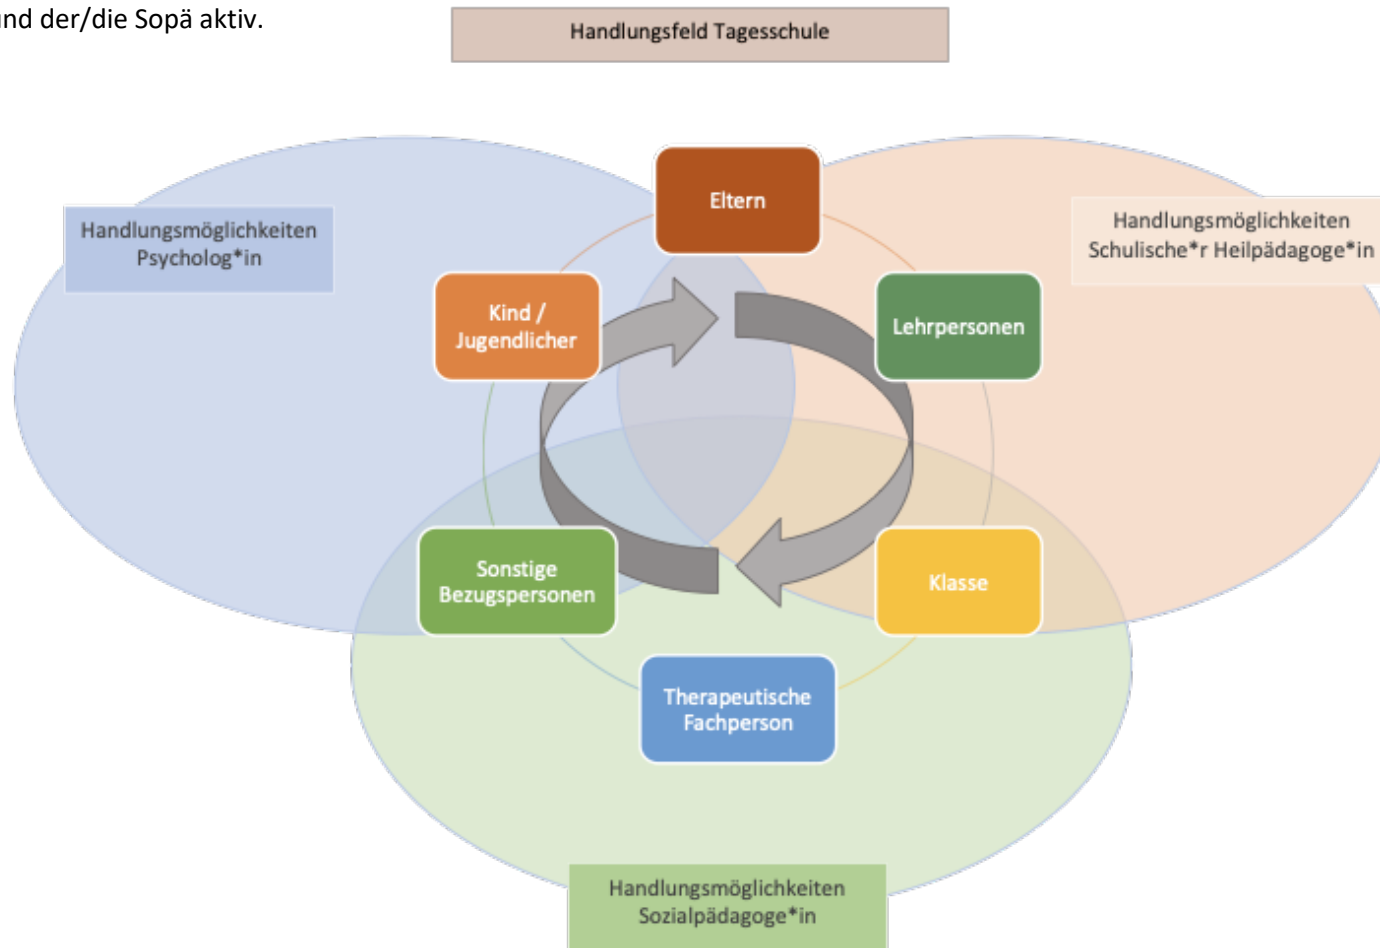 und der/die Sopä aktiv.
Handlungsfeld Tagesschule
Eltern
Handlungsmöglichkeiten
Psycholog*in
Handlungsmöglichkeiten
Schulische*r Heilpädagoge*in
Kind /
Jugendlicher
Lehrpersonen
Sonstige
Bezugspersonen
Klasse
Therapeutische
Fachperson
Handlungsmöglichkeiten
Sozialpädagoge*in